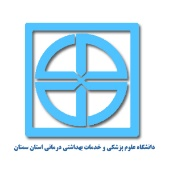 دانشگاه علوم پزشکی و خدمات بهداشتی درمانی استان سمنان